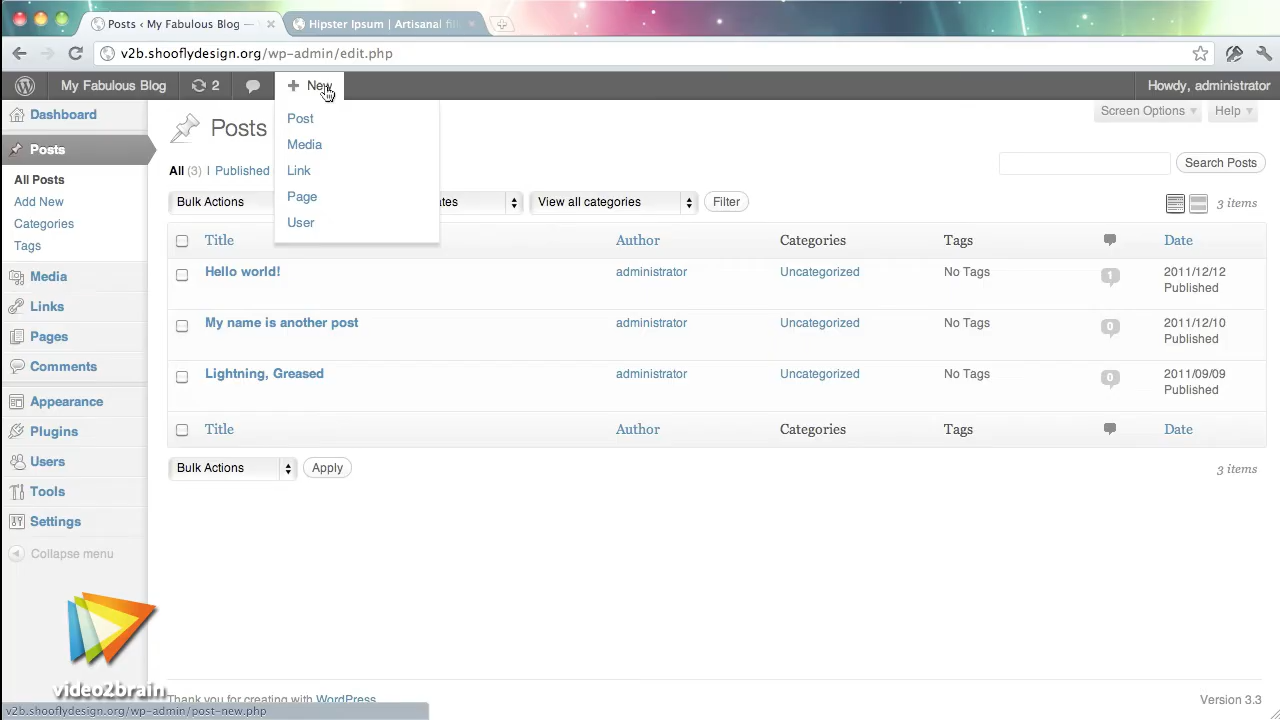 Posts ‹ My Fabulous Blog —
Hipster Ipsum | Artisanal fil
v2b.shooflydesign.org/wp-admin/edit.php
My Fabulous Blog 2 New Howdy, administrator
Dashboard
Posts
All Posts
Add New
Categories
Tags
Media
Links
Pages
Comments
Appearance
Plugins
Users
Tools
Settings
Collapse menu
Post
Media
Link
Page
User
Screen Options Help
Posts
All (3) | Published
Search Posts
Bulk Actions View all categories Filter 3 items
Title Author Categories Tags Date
Hello world! administrator Uncategorized No Tags 1 2011/12/12
Published
My name is another post administrator Uncategorized No Tags 0 2011/12/10
Published
Lightning, Greased administrator Uncategorized No Tags 0 2011/09/09
Published
Title Author Categories Tags Date
Bulk Actions Apply 3 items
video2brain
Thank you for creating with WordPress. Version 3.3
v2b.shooflydesign.org/wp-admin/post-new.php